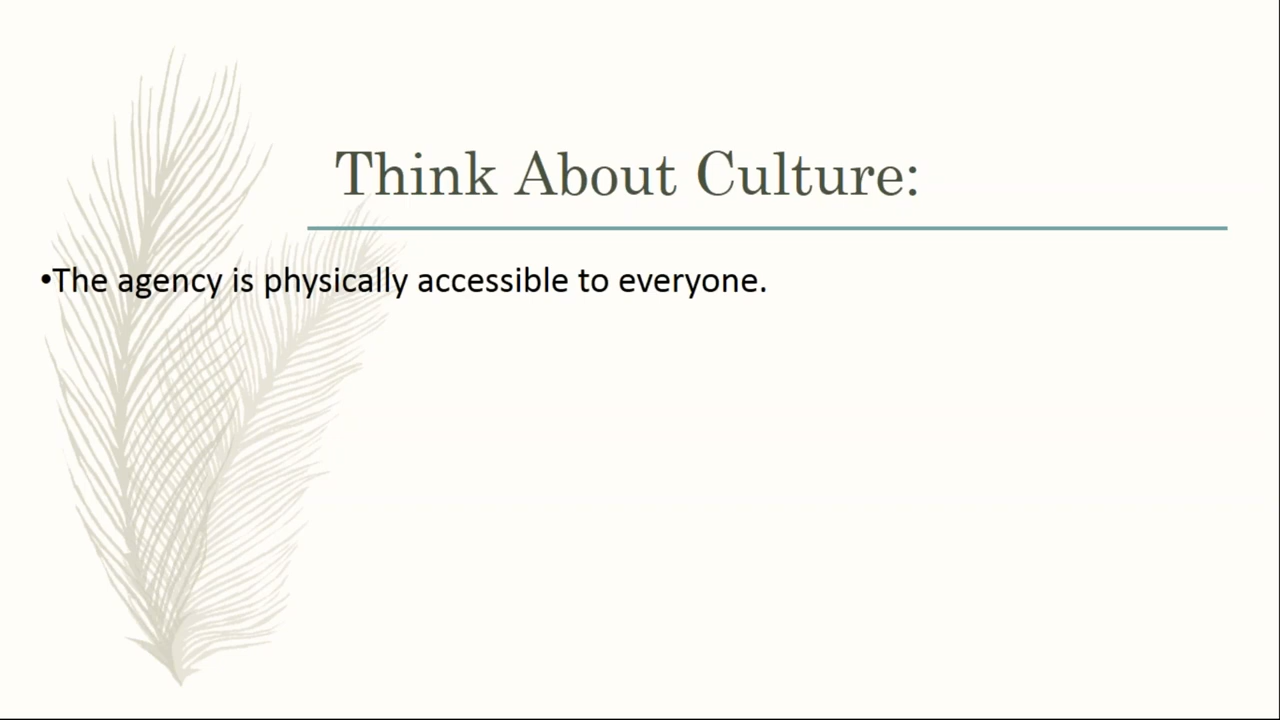 Think About Culture:
•The agency is physically accessible to everyone.